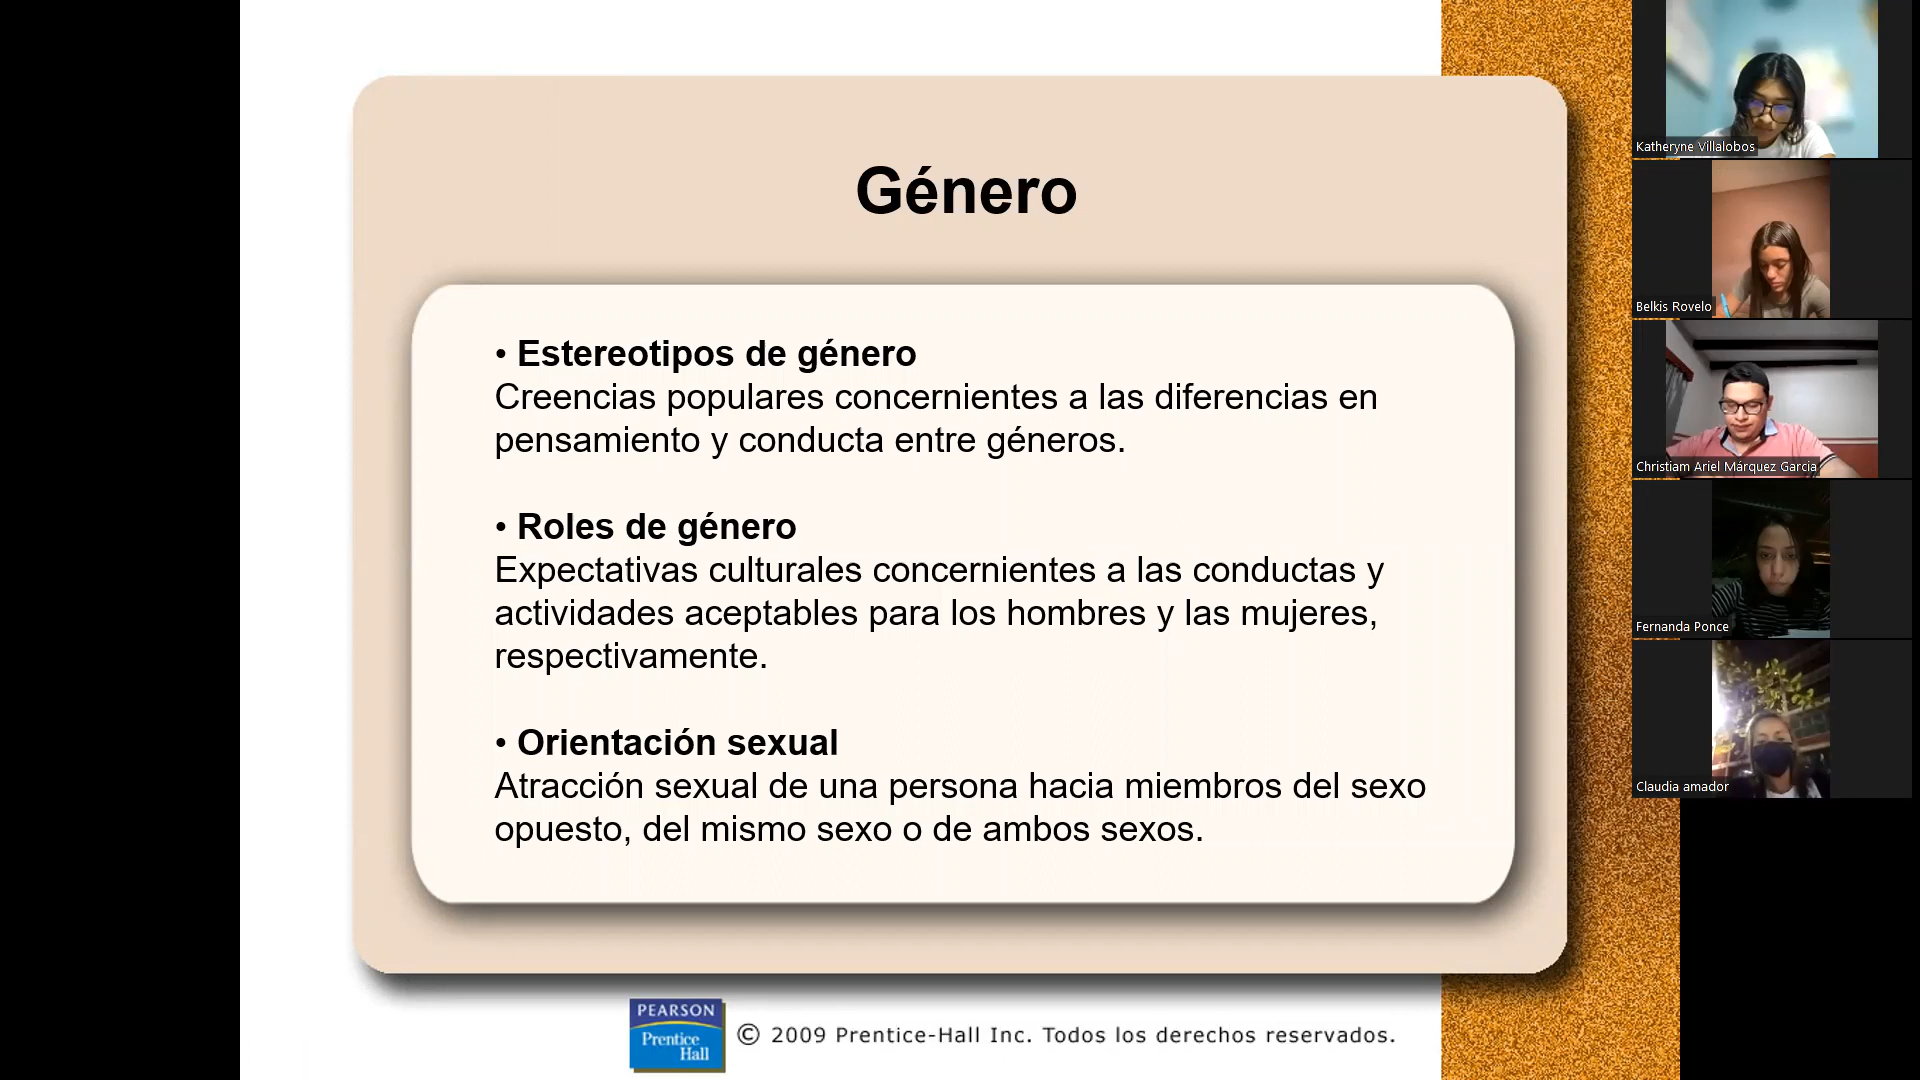 Género
• Estereotipos de género
Creencias populares concernientes a las diferencias en
pensamiento y conducta entre géneros.
• Roles de género
Expectativas culturales concernientes a las conductas y
actividades aceptables para los hombres y las mujeres,
respectivamente.
• Orientación sexual
Atracción sexual de una persona hacia miembros del sexo
opuesto, del mismo sexo o de ambos sexos.
PEARSON
Prentice
Hall
© 2009 Prentice-Hall Inc. Todos los derechos reservados.
Katheryne Villalobos
Belkis Rovelo
Christiam Ariel Márquez Garcia
Fernanda Ponce
Claudia amador